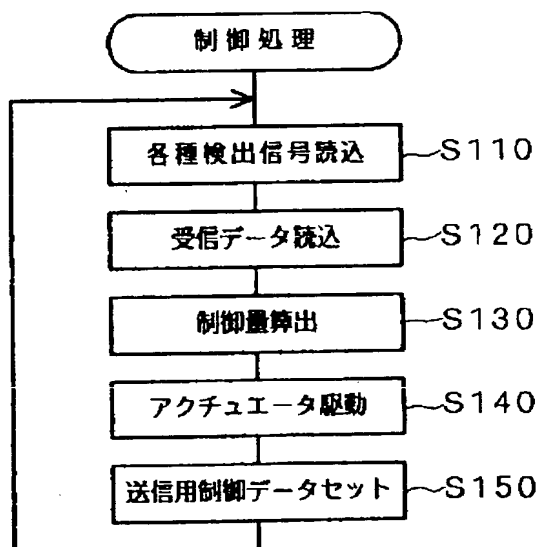 制御処理
各種検出信号読込 S110
受信データ読込 S120
制御量算出 S130
アクチュエータ駆動 S140
送信用制御データセット S150